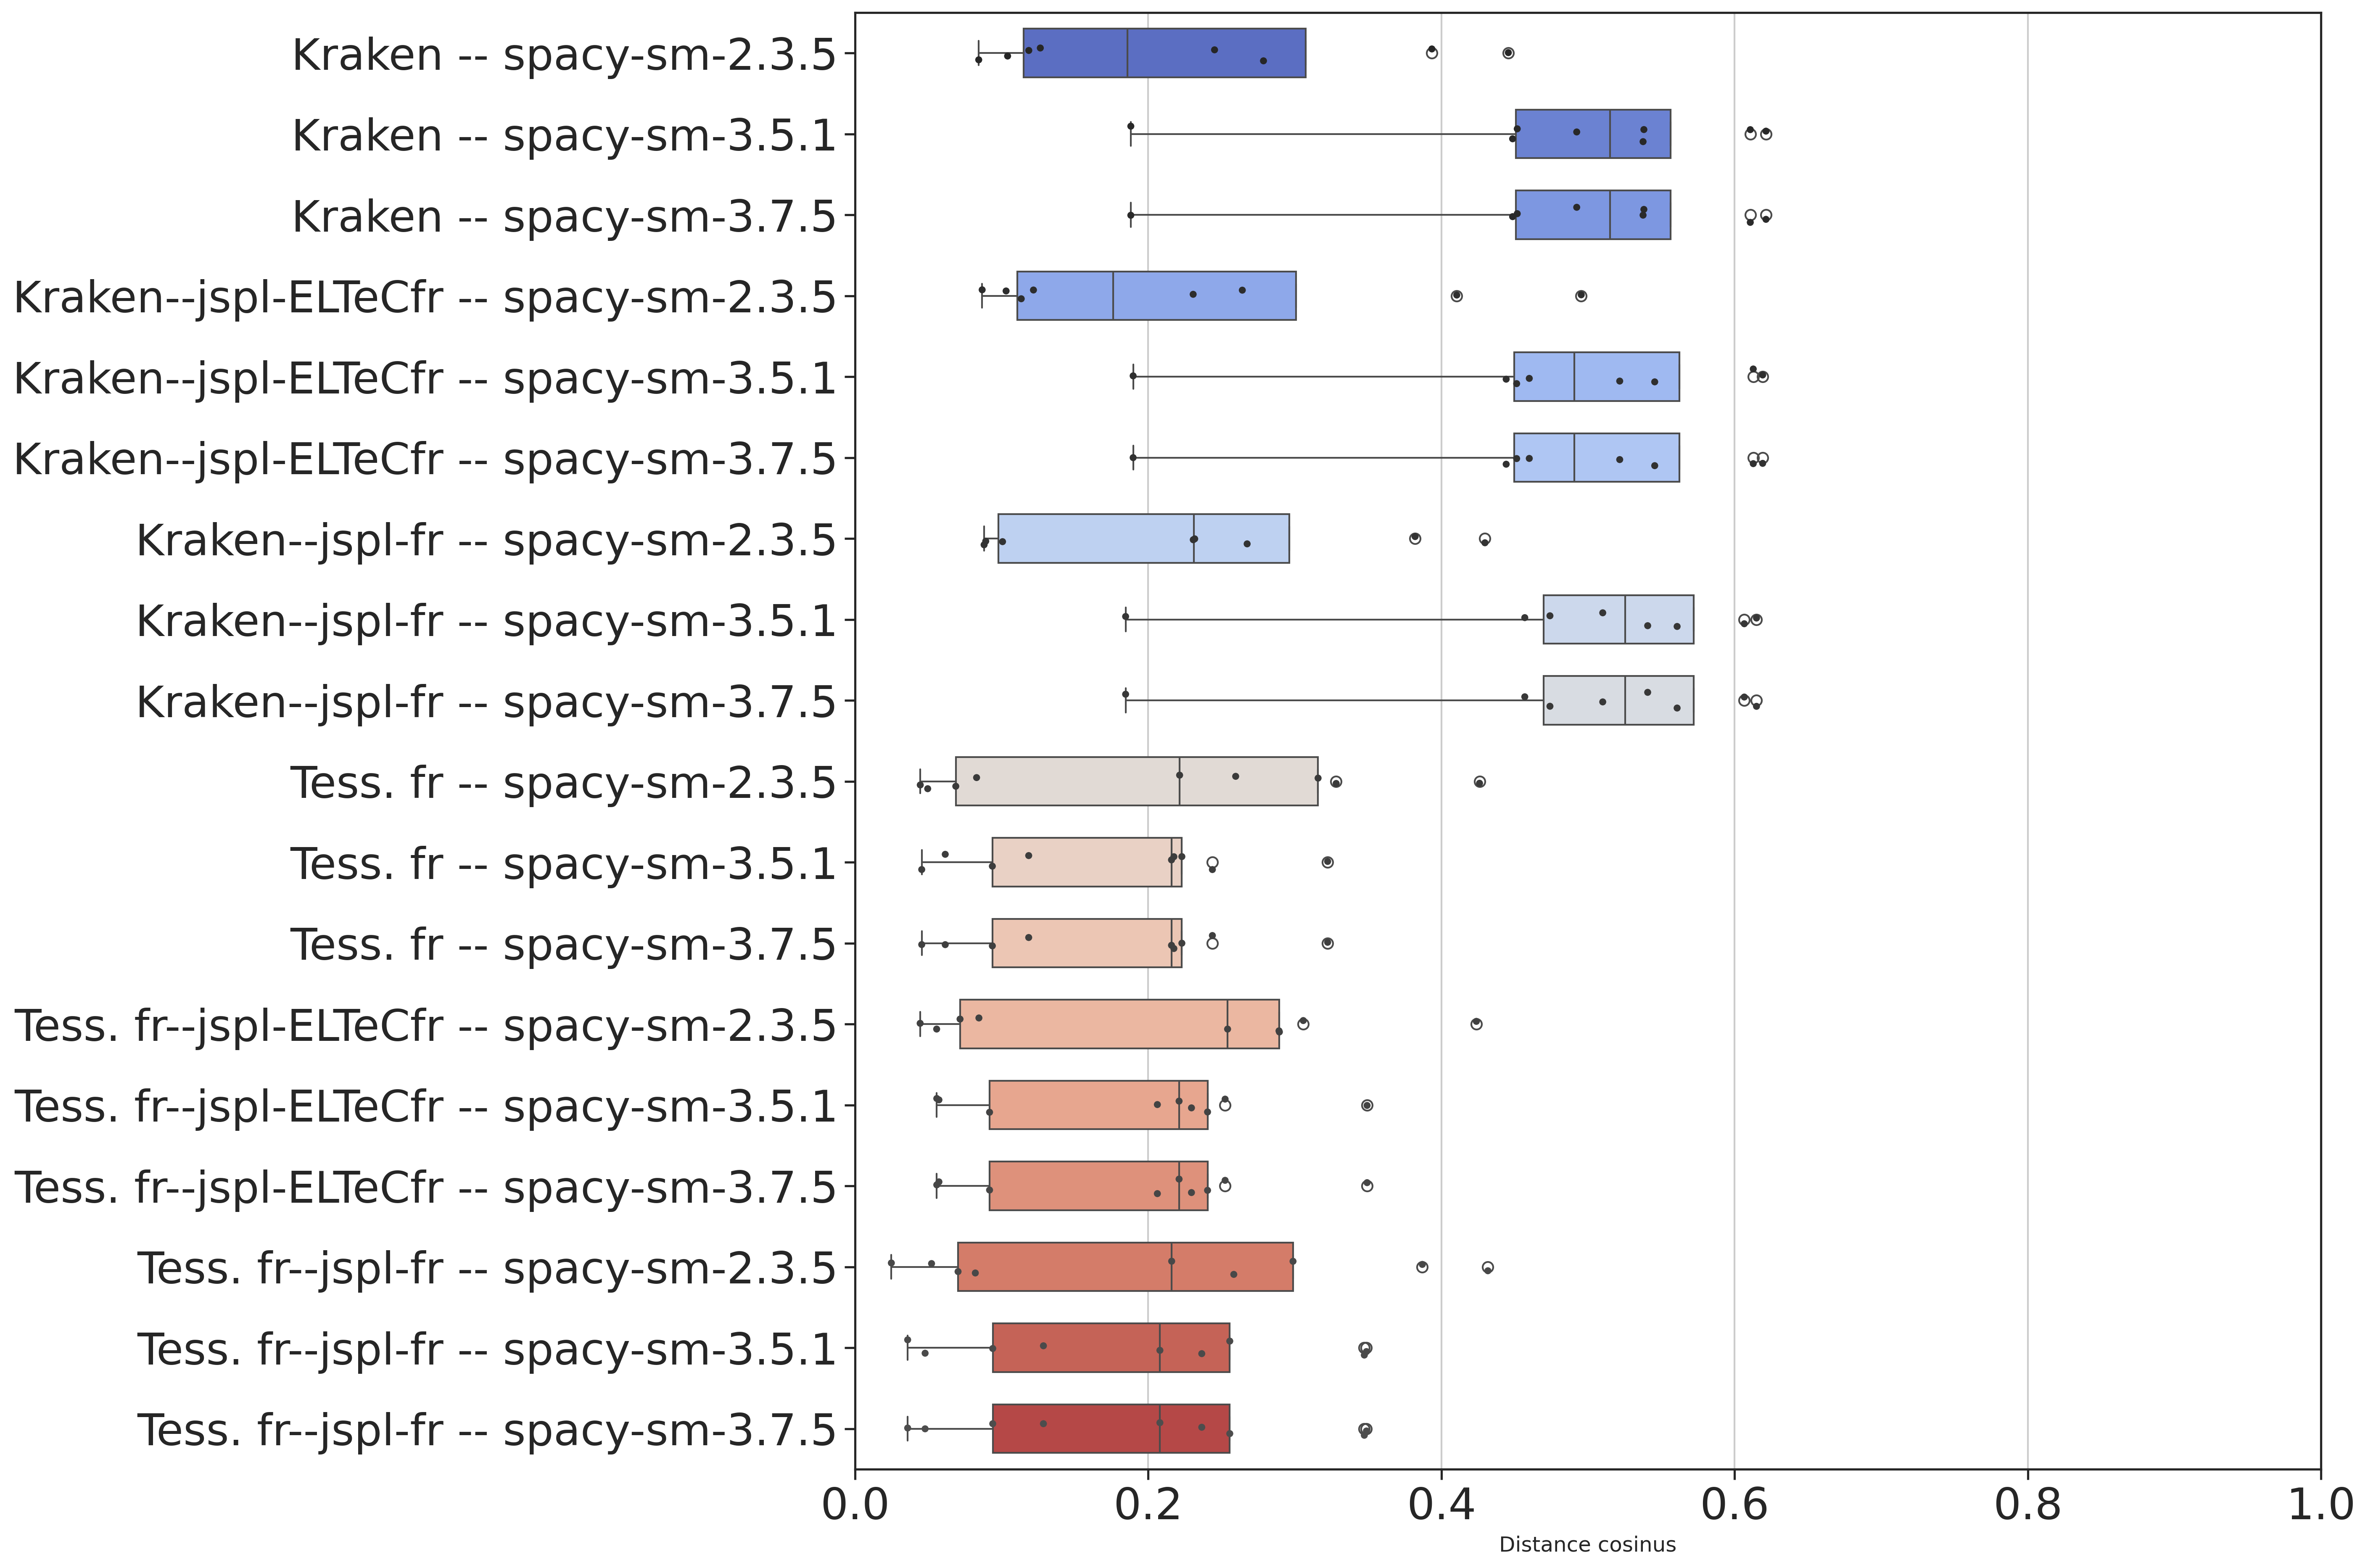 Kraken -- spacy-sm-2.3.5
Kraken -- spacy-sm-3.5.1
Kraken -- spacy-sm-3.7.5
Kraken--jspl-ELTeCfr -- spacy-sm-2.3.5
Kraken--jspl-ELTeCfr -- spacy-sm-3.5.1
Kraken--jspl-ELTeCfr -- spacy-sm-3.7.5
Kraken--jspl-fr -- spacy-sm-2.3.5
Kraken--jspl-fr -- spacy-sm-3.5.1
Kraken--jspl-fr -- spacy-sm-3.7.5
Tess. fr -- spacy-sm-2.3.5
Tess. fr -- spacy-sm-3.5.1
Tess. fr -- spacy-sm-3.7.5
Tess. fr--jspl-ELTeCfr -- spacy-sm-2.3.5
Tess. fr--jspl-ELTeCfr -- spacy-sm-3.5.1
Tess. fr--jspl-ELTeCfr -- spacy-sm-3.7.5
Tess. fr--jspl-fr -- spacy-sm-2.3.5
Tess. fr--jspl-fr -- spacy-sm-3.5.1
Tess. fr--jspl-fr -- spacy-sm-3.7.5
0.0 0.2 0.4 0.6 0.8 1.0
Distance cosinus